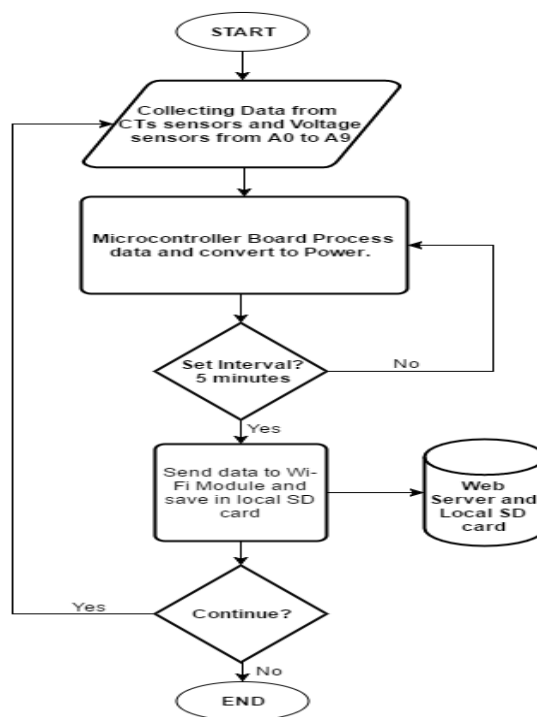 START
Collecting Data from
CTs sensors and Voltage
sensors from A0 to A9
Microcontroller Board Process
data and convert to Power.
Set Interval?
5 minutes
No
Yes
Send data to Wi-
Fi Module and
save in local SD
card
Web
Server and
Local SD
card
Continue?
Yes
No
END